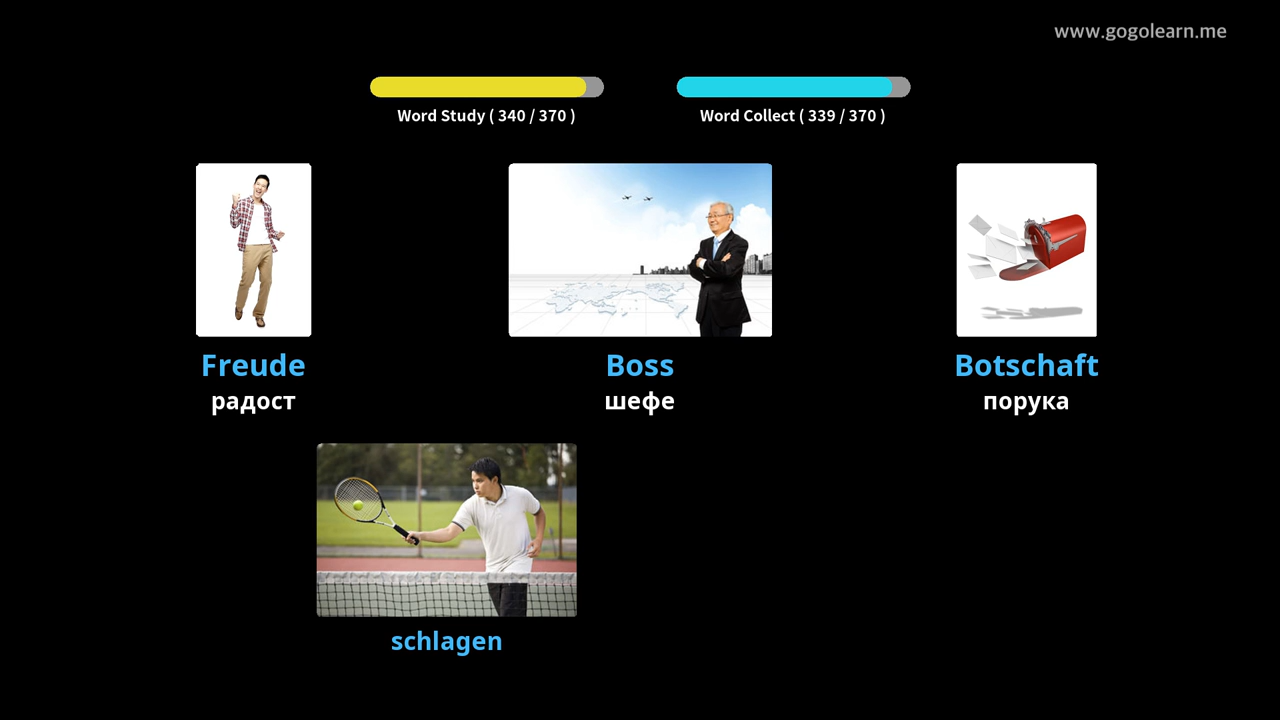 www.gogolearn.me
Word Study ( 340 / 370 )
Word Collect ( 339 / 370 )
Freude
радост
Boss
шефе
Botschaft
порука
schlagen